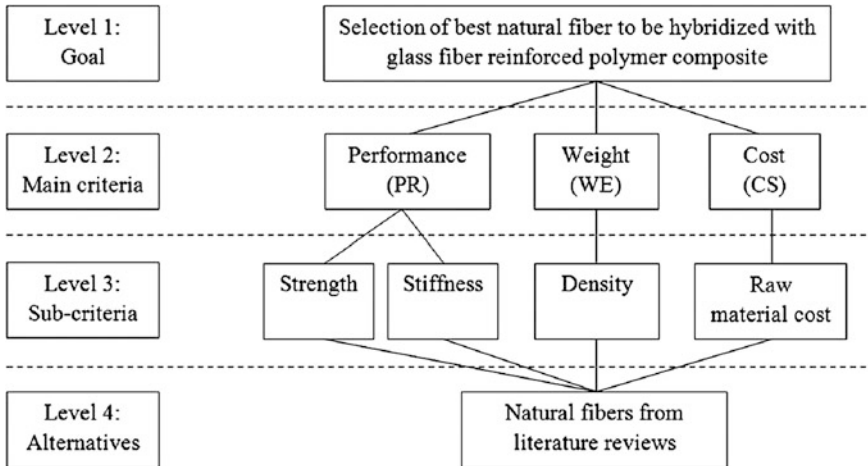 Level 1:
Goal
Selection of best natural fiber to be hybridized with
glass fiber reinforced polymer composite
Level 2:
Main criteria
Performance
(PR)
Weight
(WE)
Cost
(CS)
Level 3:
Sub-criteria
Strength
Stiffness
Density
Raw
material cost
Level 4:
Alternatives
Natural fibers from
literature reviews